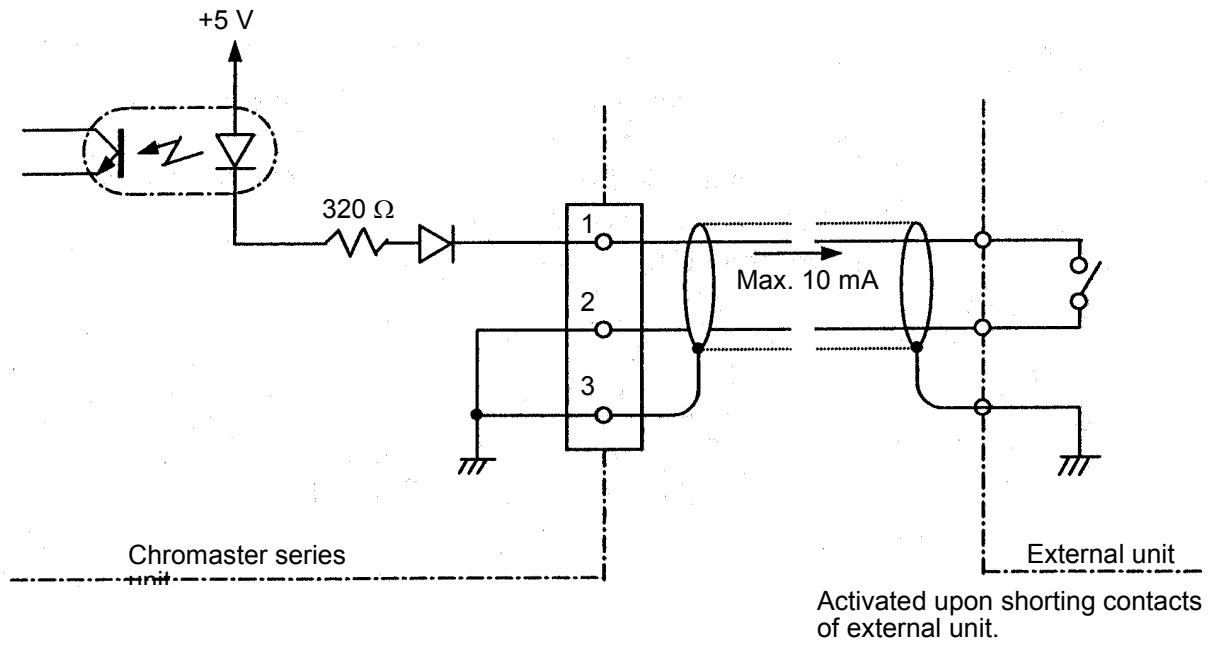 +5 V
320 Ω
1
Max. 10 mA
2
3
Chromaster series
unit
External unit
Activated upon shorting contacts
of external unit.